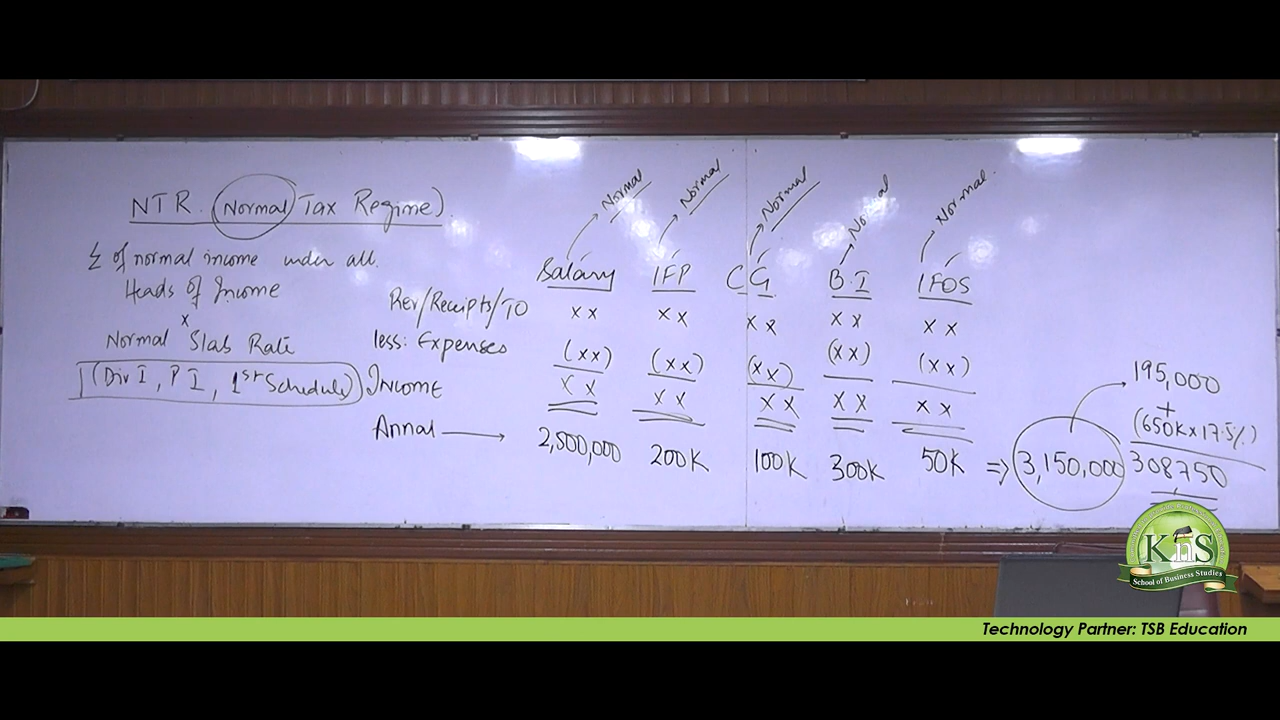 NTR (Normal Tax Regime)
Σ of normal income under all
Heads of Income
x
Normal Slab Rate
(Div I, P I, 1st Schedule)
Normal Normal Normal Normal Normal
Salary IFP CG B.I IFOS
Rev/Receipts/TO xx xx xx xx xx
less: Expenses (xx) (xx) (xx) (xx) (xx)
Income xx xx xx xx xx
Annal → 2,500,000 200K 100K 300K 50K ⇒ 3,150,000
195,000
+
(650K x 17.5%)
308750
KnS
School of Business Studies
Technology Partner: TSB Education